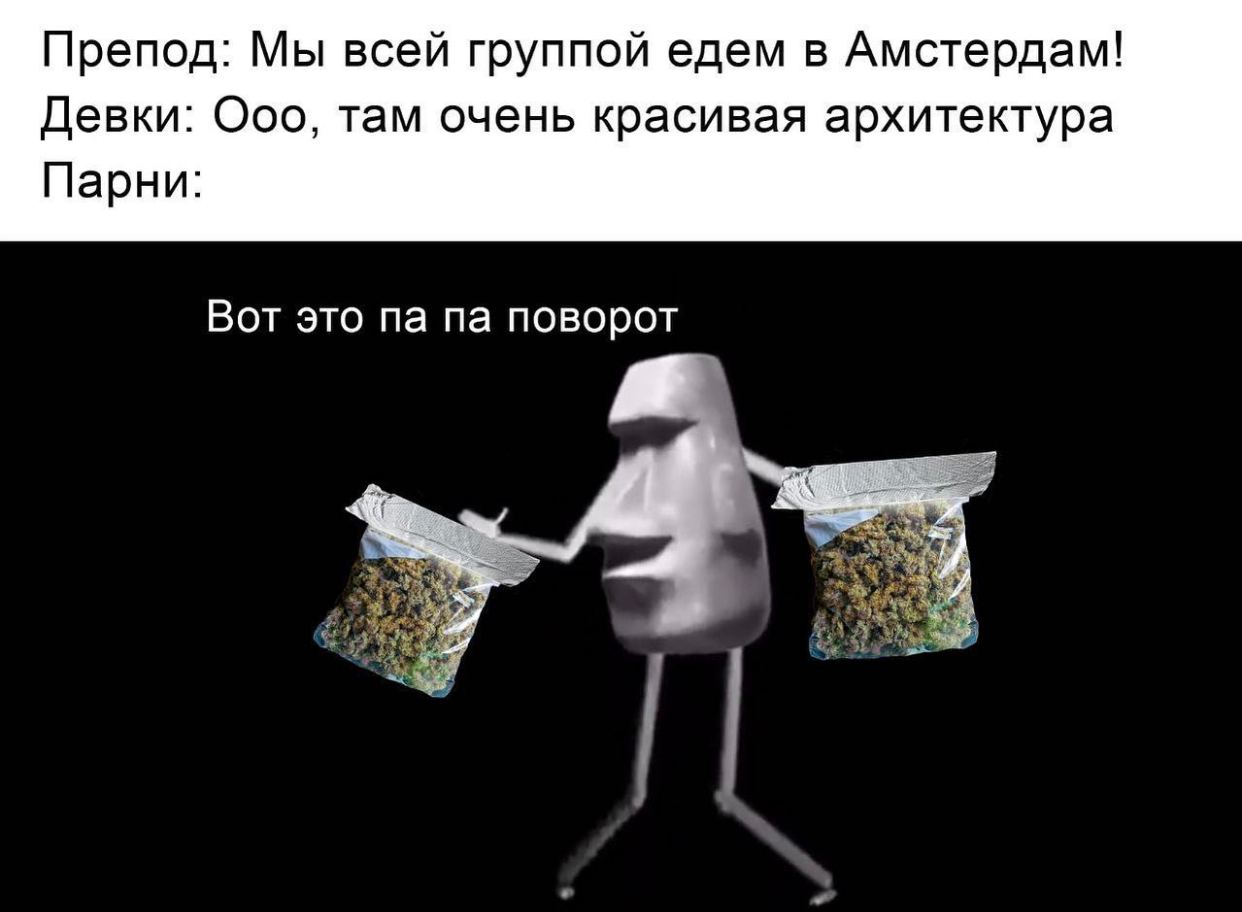 Препод: Мы всей группой едем в Амстердам!
Девки: Ооо, там очень красивая архитектура
Парни:
Вот это па па поворот